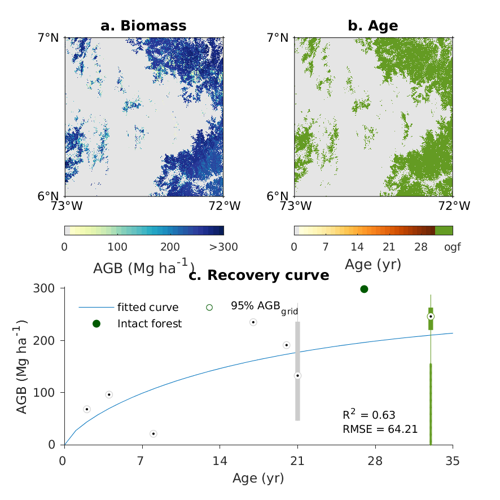 a. Biomass
b. Age
7°N
6°N
73°W
72°W
7°N
6°N
73°W
72°W
0 100 200 >300
AGB (Mg ha⁻¹)
0 7 14 21 28 ogf
Age (yr)
c. Recovery curve
300
200
100
0
AGB (Mg ha⁻¹)
fitted curve
95% AGB_grid
Intact forest
R² = 0.63
RMSE = 64.21
0 7 14 21 28 35
Age (yr)